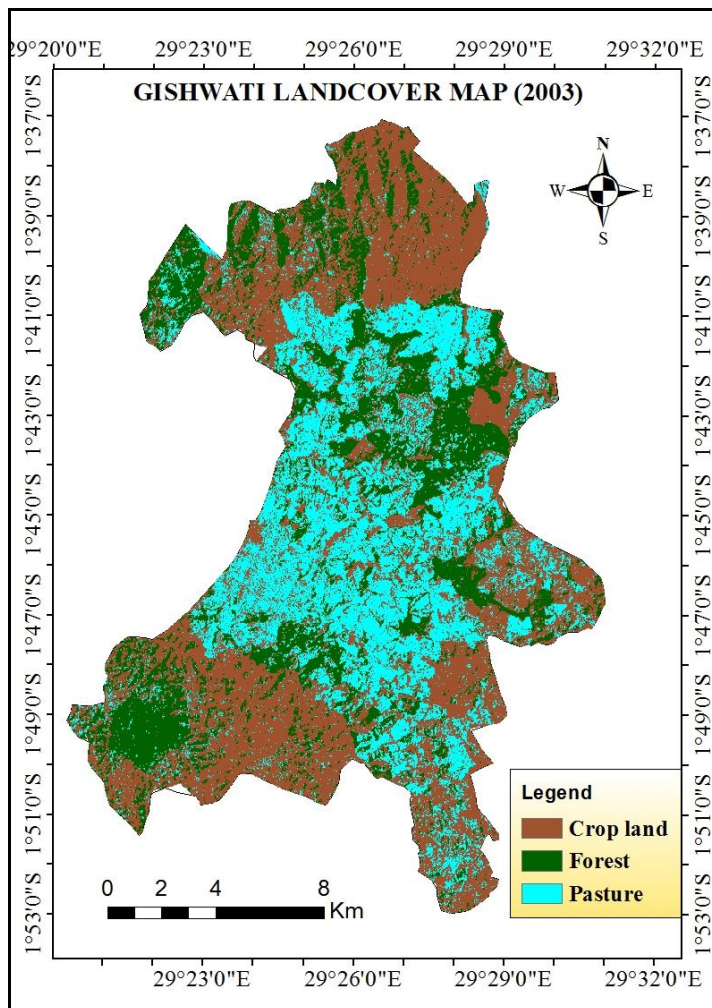 29°20'0"E 29°23'0"E 29°26'0"E 29°29'0"E 29°32'0"E
GISHWATI LANDCOVER MAP (2003)
N
W E
S
1°37'0"S 1°37'0"S
1°39'0"S 1°39'0"S
1°41'0"S 1°41'0"S
1°43'0"S 1°43'0"S
1°45'0"S 1°45'0"S
1°47'0"S 1°47'0"S
1°49'0"S 1°49'0"S
1°51'0"S 1°51'0"S
1°53'0"S 1°53'0"S
Legend
Crop land
Forest
Pasture
0 2 4 8
Km
29°23'0"E 29°26'0"E 29°29'0"E 29°32'0"E